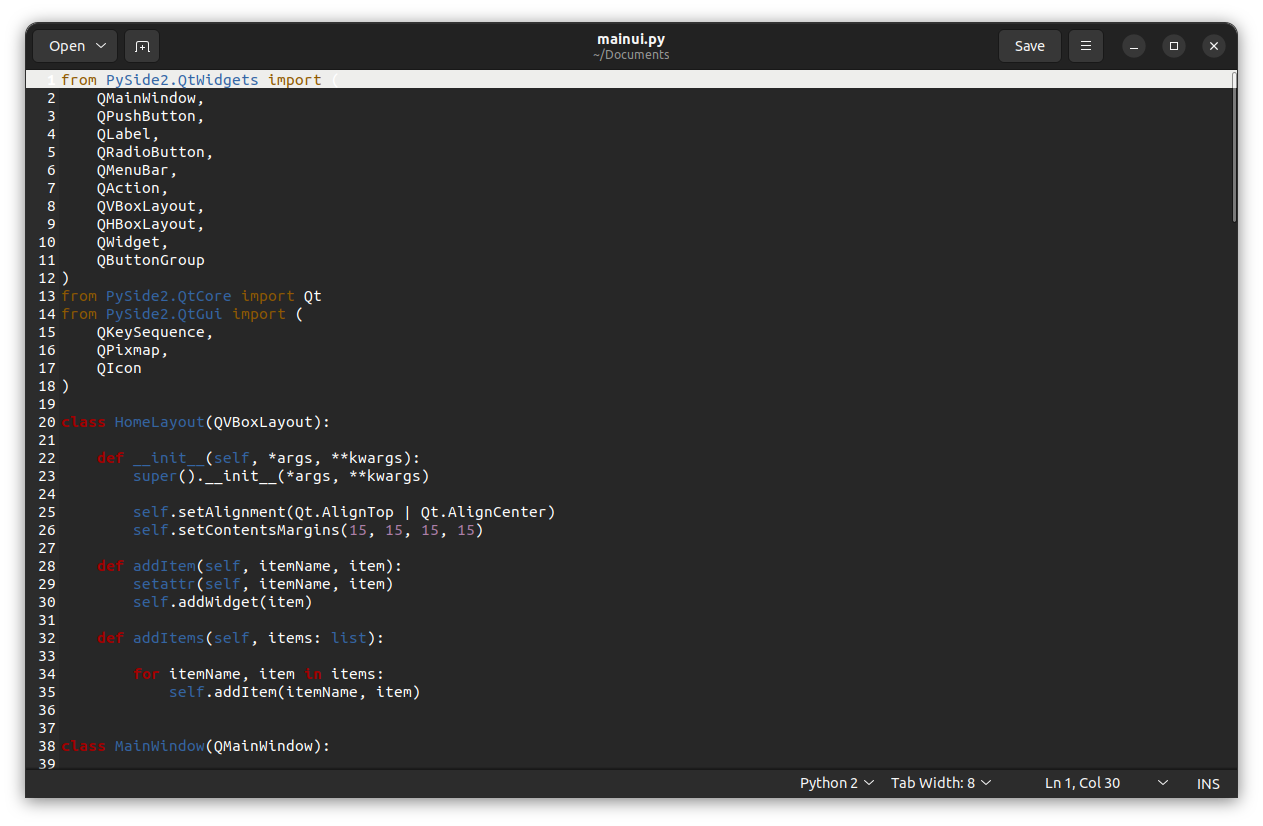 Open
mainui.py
~/Documents
Save
1 from PySide2.QtWidgets import (
2     QMainWindow,
3     QPushButton,
4     QLabel,
5     QRadioButton,
6     QMenuBar,
7     QAction,
8     QVBoxLayout,
9     QHBoxLayout,
10     QWidget,
11     QButtonGroup
12 )
13 from PySide2.QtCore import Qt
14 from PySide2.QtGui import (
15     QKeySequence,
16     QPixmap,
17     QIcon
18 )
19
20 class HomeLayout(QVBoxLayout):
21
22     def __init__(self, *args, **kwargs):
23         super().__init__(*args, **kwargs)
24
25         self.setAlignment(Qt.AlignTop | Qt.AlignCenter)
26         self.setContentsMargins(15, 15, 15, 15)
27
28     def addItem(self, itemName, item):
29         setattr(self, itemName, item)
30         self.addWidget(item)
31
32     def addItems(self, items: list):
33
34         for itemName, item in items:
35             self.addItem(itemName, item)
36
37
38 class MainWindow(QMainWindow):
39
Python 2 Tab Width: 8 Ln 1, Col 30 INS